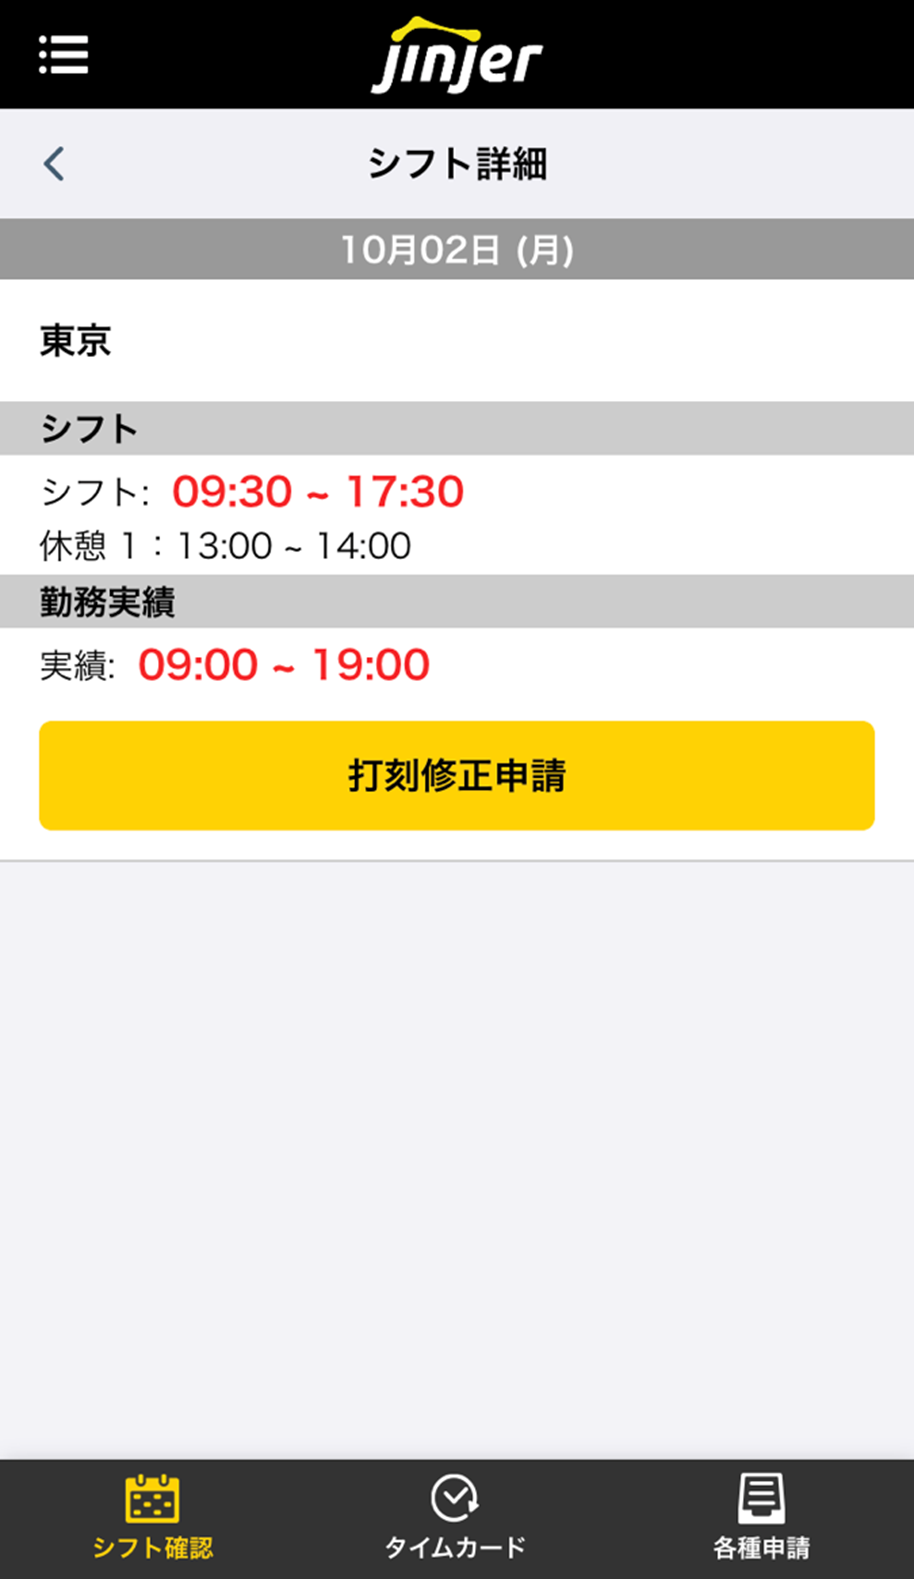 jinjer
シフト詳細
10月02日 (月)
東京
シフト
シフト: 09:30 ~ 17:30
休憩 1：13:00 ~ 14:00
勤務実績
実績: 09:00 ~ 19:00
打刻修正申請
シフト確認 タイムカード 各種申請